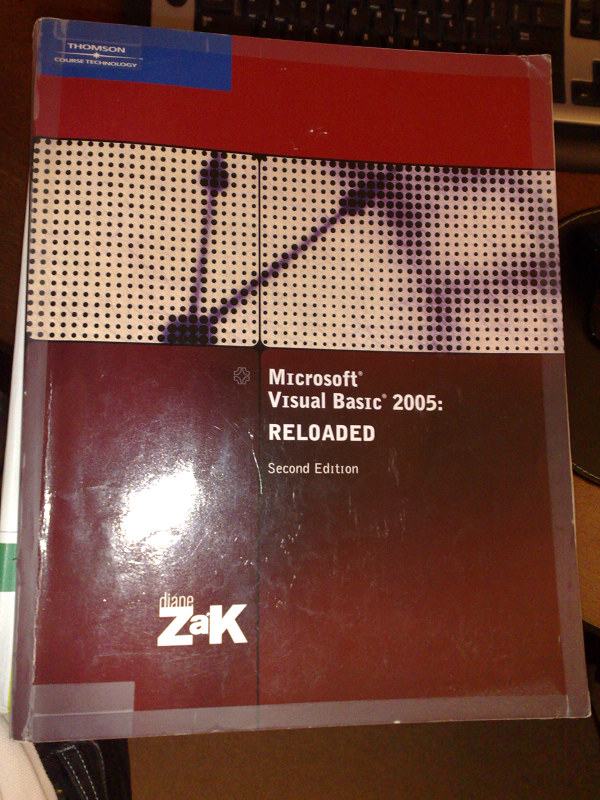 THOMSON
COURSE TECHNOLOGY
Microsoft®
Visual Basic® 2005:
RELOADED
Second Edition
diane
Zak